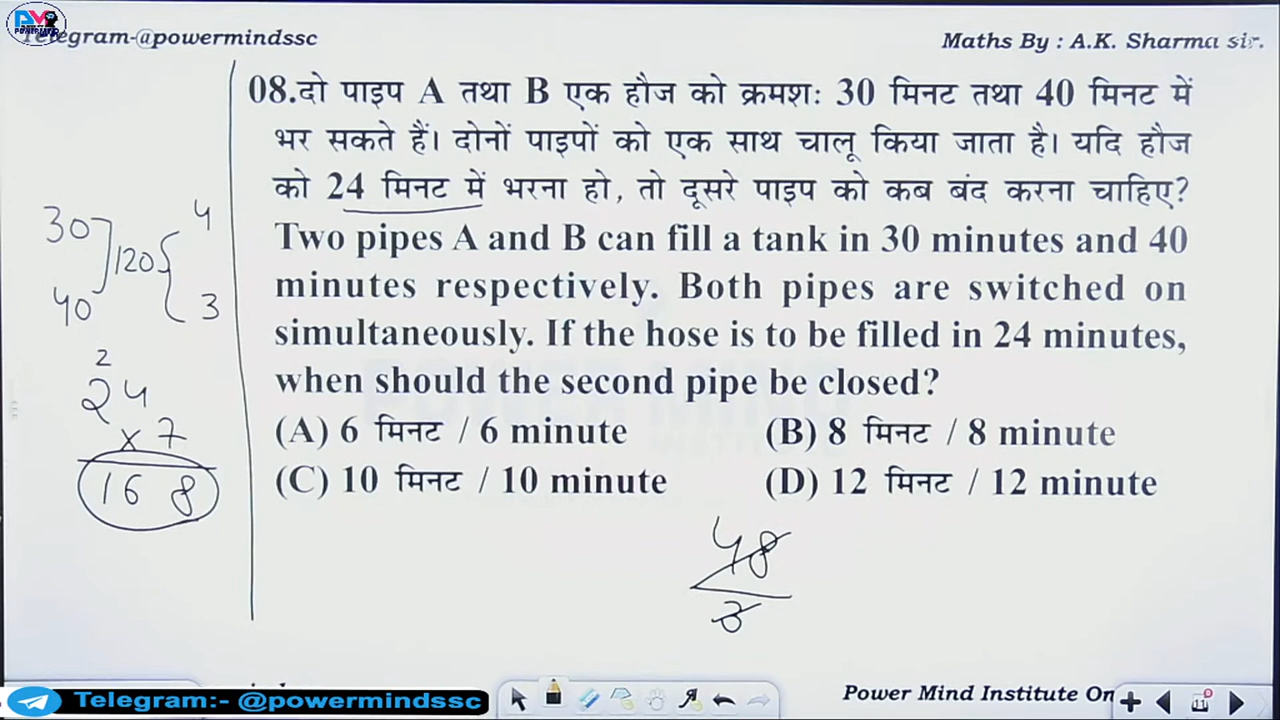 Telegram-@powermindssc
Maths By : A.K. Sharma sir.
08.दो पाइप A तथा B एक हौज को क्रमशः 30 मिनट तथा 40 मिनट में
भर सकते हैं। दोनों पाइपों को एक साथ चालू किया जाता है। यदि हौज
को 24 मिनट में भरना हो, तो दूसरे पाइप को कब बंद करना चाहिए?
Two pipes A and B can fill a tank in 30 minutes and 40
minutes respectively. Both pipes are switched on
simultaneously. If the hose is to be filled in 24 minutes,
when should the second pipe be closed?
(A) 6 मिनट / 6 minute
(B) 8 मिनट / 8 minute
(C) 10 मिनट / 10 minute
(D) 12 मिनट / 12 minute
30
40
120
4
3
2
24
x 7
168
48
3
Telegram:- @powermindssc
Power Mind Institute On